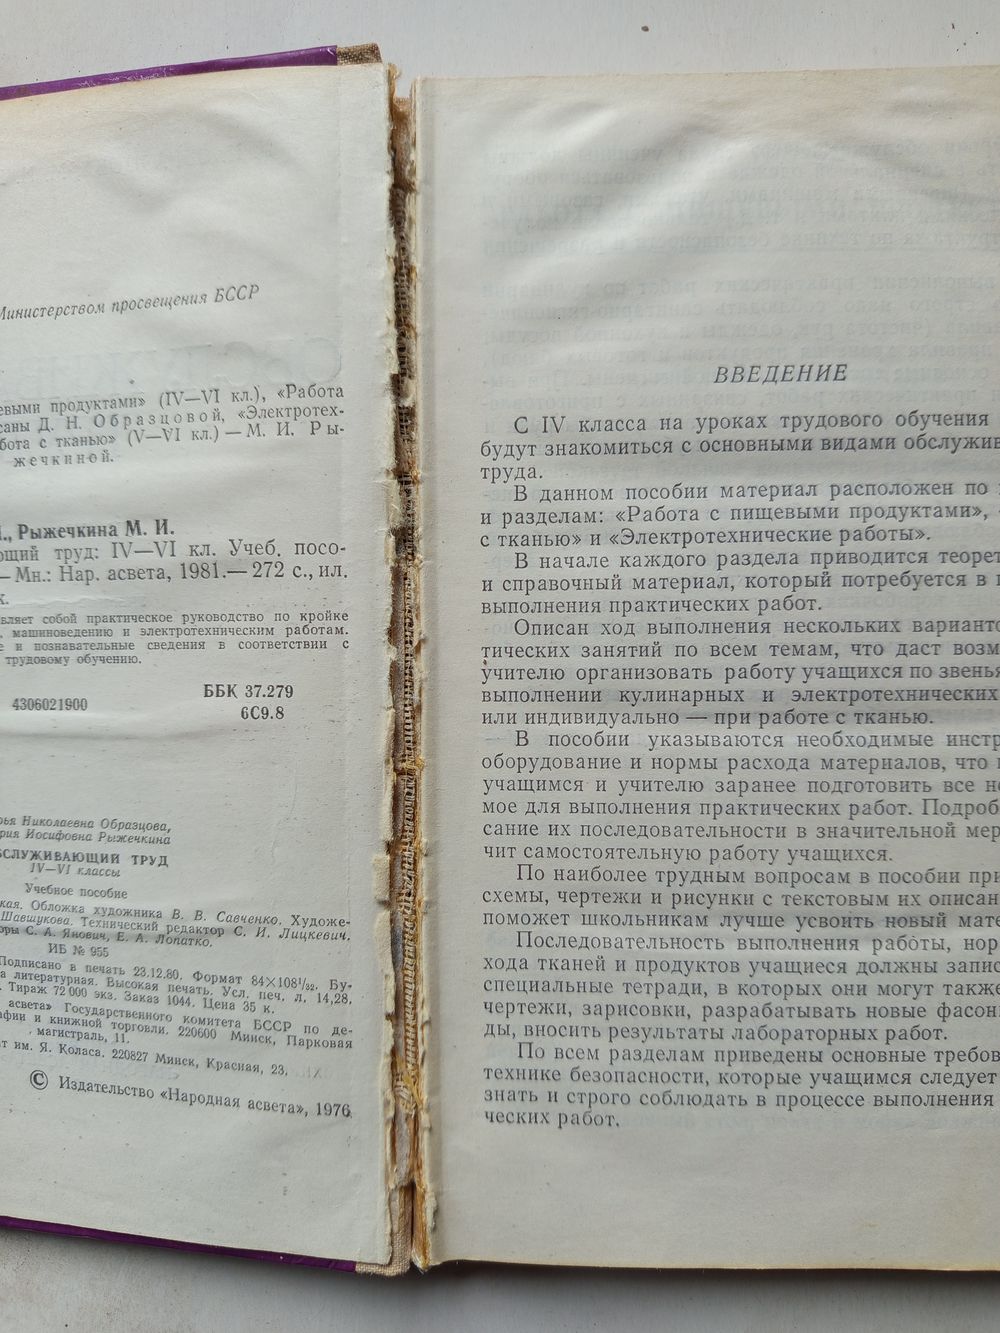 Министерством просвещения БССР
продуктами» (IV—VI кл.), «Работа
Д. Н. Образцовой, «Электротех-
с тканью» (V—VI кл.) — М. И. Ры-
жечкиной.
Рыжечкина М. И.
труд: IV—VI кл. Учеб. посо-
— Мн.: Нар. асвета, 1981.— 272 с., ил.
собой практическое руководство по кройке
машиноведению и электротехническим работам.
и познавательные сведения в соответствии с
трудовому обучению.
4306021900
ББК 37.279
6С9.8
Николаевна Образцова,
Иосифовна Рыжечкина
ОБСЛУЖИВАЮЩИЙ ТРУД
IV—VI классы
Учебное пособие
Обложка художника В. В. Савченко. Художе-
Шавшукова. Технический редактор С. И. Лицкевич.
С. А. Янович, Е. А. Лопатко.
ИБ № 955
Подписано в печать 23.12.80. Формат 84×108 1/32. Бу-
литературная. Высокая печать. Усл. печ. л. 14,28.
Тираж 72 000 экз. Заказ 1044. Цена 35 к.
асвета» Государственного комитета БССР по де-
и книжной торговли. 220600 Минск, Парковая
магистраль, 11.
им. Я. Коласа. 220827 Минск, Красная, 23.
© Издательство «Народная асвета», 1976
ВВЕДЕНИЕ
С IV класса на уроках трудового обучения
будут знакомиться с основными видами обслужив
труда.
В данном пособии материал расположен по
и разделам: «Работа с пищевыми продуктами»,
с тканью» и «Электротехнические работы».
В начале каждого раздела приводится теорет
и справочный материал, который потребуется в
выполнения практических работ.
Описан ход выполнения нескольких варианто
тических занятий по всем темам, что даст возм
учителю организовать работу учащихся по звенья
выполнении кулинарных и электротехнических
или индивидуально — при работе с тканью.
В пособии указываются необходимые инстр
оборудование и нормы расхода материалов, что
учащимся и учителю заранее подготовить все
мое для выполнения практических работ. Подроб
сание их последовательности в значительной мер
чит самостоятельную работу учащихся.
По наиболее трудным вопросам в пособии при
схемы, чертежи и рисунки с текстовым их описан
поможет школьникам лучше усвоить новый мате
Последовательность выполнения работы, нор
хода тканей и продуктов учащиеся должны запис
специальные тетради, в которых они могут также
чертежи, зарисовки, разрабатывать новые фасон
ды, вносить результаты лабораторных работ.
По всем разделам приведены основные требов
технике безопасности, которые учащимся следует
знать и строго соблюдать в процессе выполнения
ческих работ.